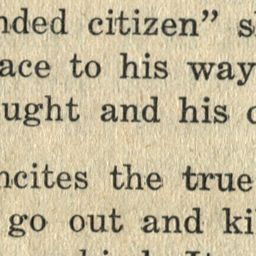 nded citizen” s
ace to his way
ught and his
ncites the true
go out and ki